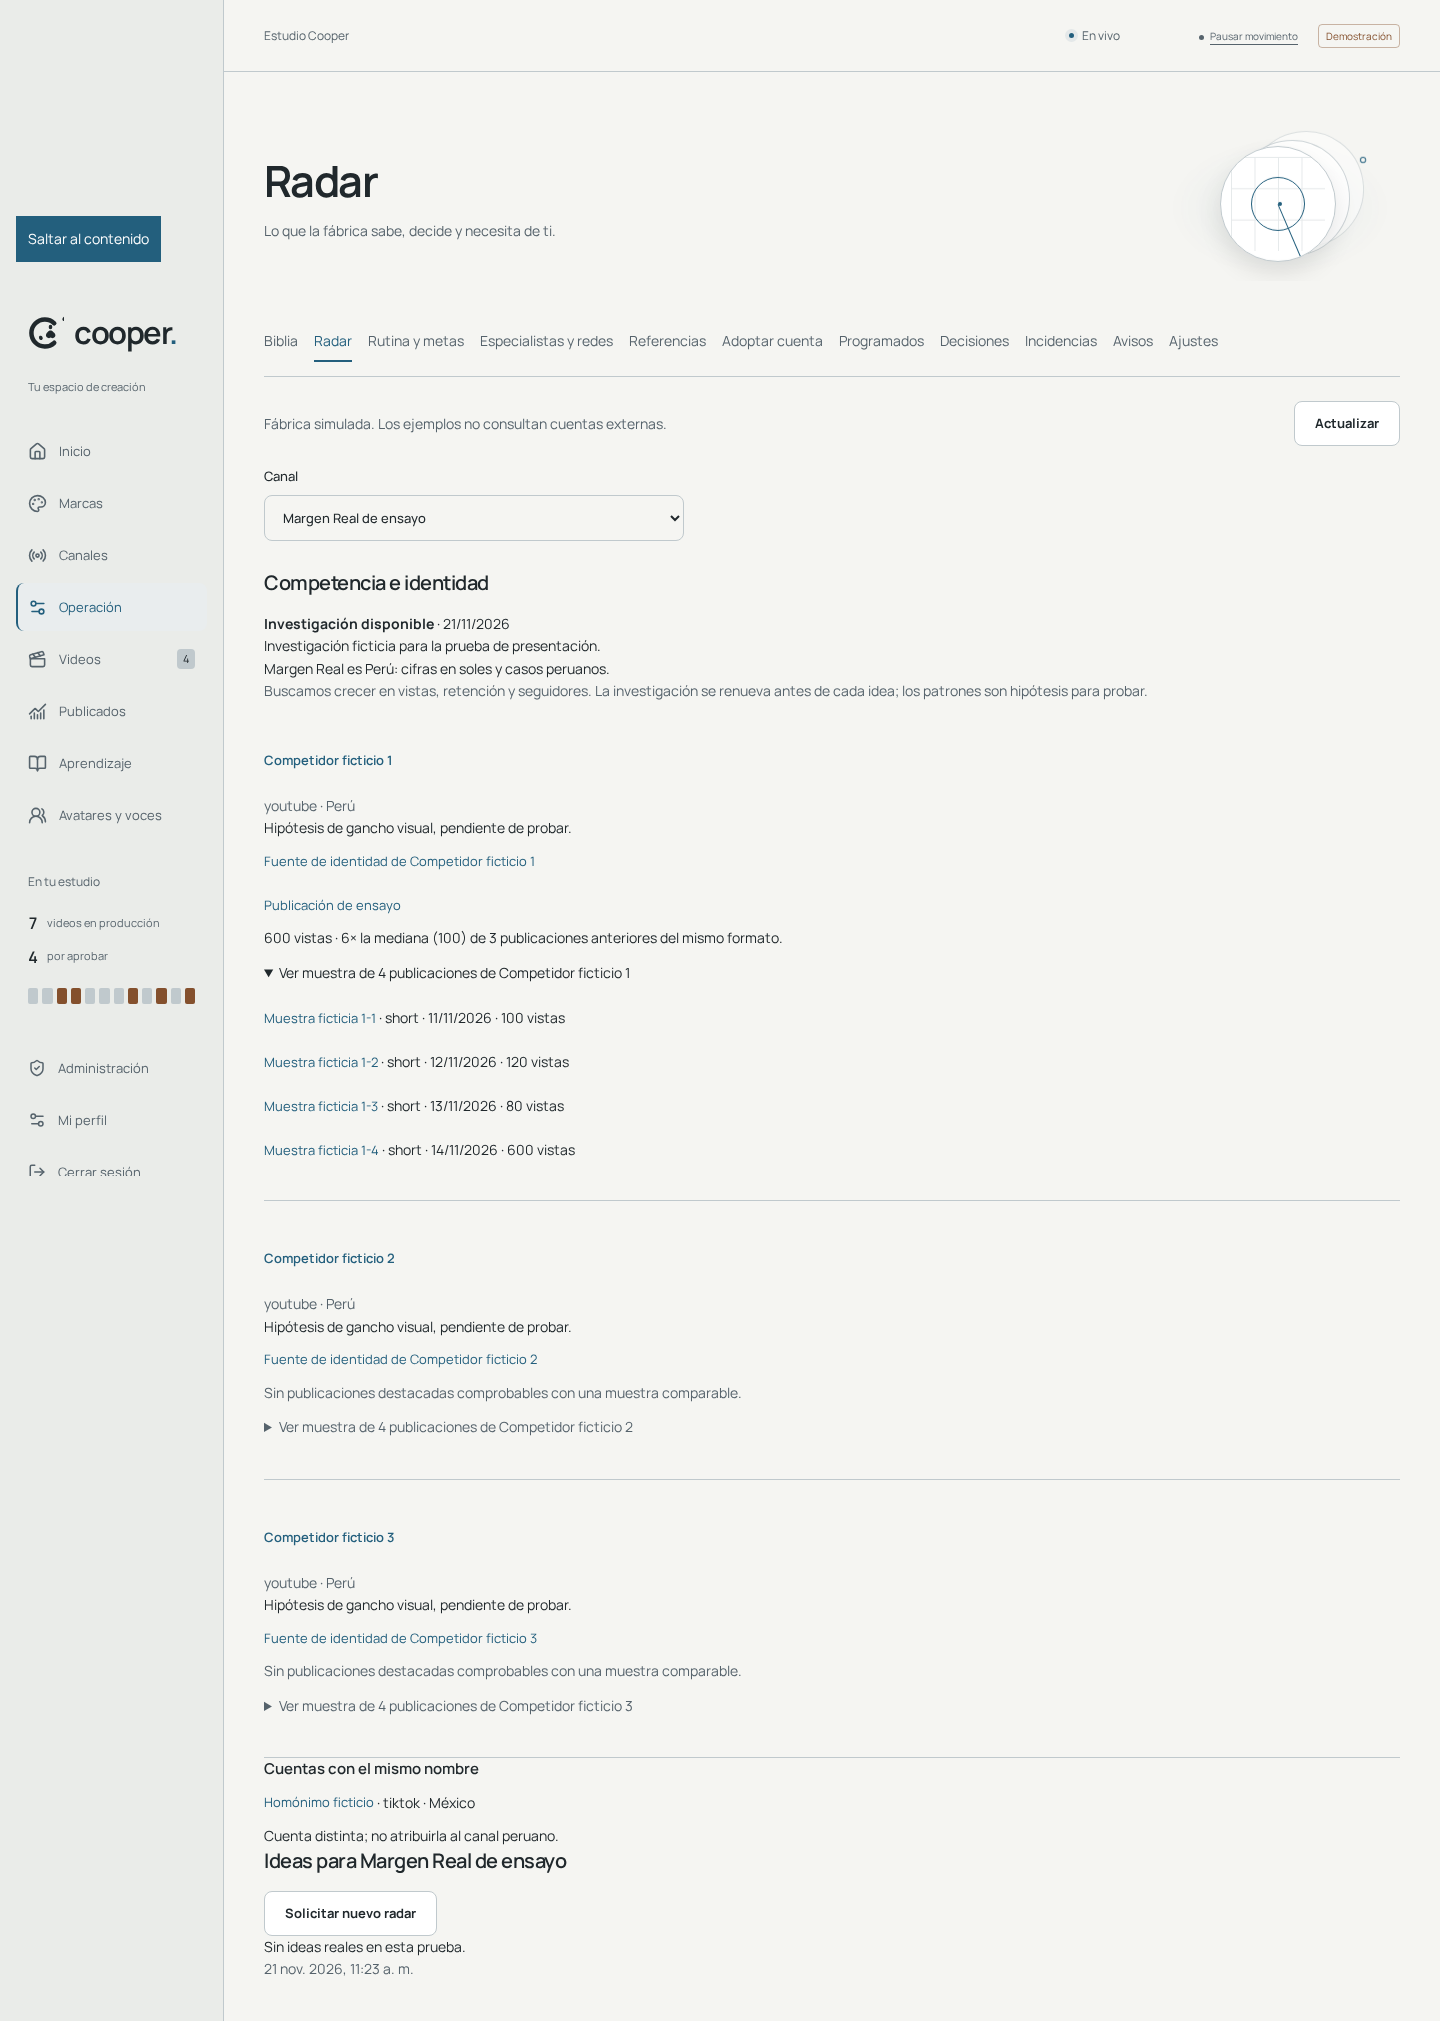 Estudio Cooper
En vivo
Pausar movimiento
Demostración
Saltar al contenido
cooper.
Tu espacio de creación
Inicio
Marcas
Canales
Operación
Videos
4
Publicados
Aprendizaje
Avatares y voces
En tu estudio
7 videos en producción
4 por aprobar
Administración
Mi perfil
Cerrar sesión
Radar
Lo que la fábrica sabe, decide y necesita de ti.
Biblia Radar Rutina y metas Especialistas y redes Referencias Adoptar cuenta Programados Decisiones Incidencias Avisos Ajustes
Fábrica simulada. Los ejemplos no consultan cuentas externas.
Actualizar
Canal
Margen Real de ensayo
Competencia e identidad
Investigación disponible · 21/11/2026
Investigación ficticia para la prueba de presentación.
Margen Real es Perú: cifras en soles y casos peruanos.
Buscamos crecer en vistas, retención y seguidores. La investigación se renueva antes de cada idea; los patrones son hipótesis para probar.
Competidor ficticio 1
youtube · Perú
Hipótesis de gancho visual, pendiente de probar.
Fuente de identidad de Competidor ficticio 1
Publicación de ensayo
600 vistas · 6× la mediana (100) de 3 publicaciones anteriores del mismo formato.
▼ Ver muestra de 4 publicaciones de Competidor ficticio 1
Muestra ficticia 1-1 · short · 11/11/2026 · 100 vistas
Muestra ficticia 1-2 · short · 12/11/2026 · 120 vistas
Muestra ficticia 1-3 · short · 13/11/2026 · 80 vistas
Muestra ficticia 1-4 · short · 14/11/2026 · 600 vistas
Competidor ficticio 2
youtube · Perú
Hipótesis de gancho visual, pendiente de probar.
Fuente de identidad de Competidor ficticio 2
Sin publicaciones destacadas comprobables con una muestra comparable.
▶ Ver muestra de 4 publicaciones de Competidor ficticio 2
Competidor ficticio 3
youtube · Perú
Hipótesis de gancho visual, pendiente de probar.
Fuente de identidad de Competidor ficticio 3
Sin publicaciones destacadas comprobables con una muestra comparable.
▶ Ver muestra de 4 publicaciones de Competidor ficticio 3
Cuentas con el mismo nombre
Homónimo ficticio · tiktok · México
Cuenta distinta; no atribuirla al canal peruano.
Ideas para Margen Real de ensayo
Solicitar nuevo radar
Sin ideas reales en esta prueba.
21 nov. 2026, 11:23 a. m.